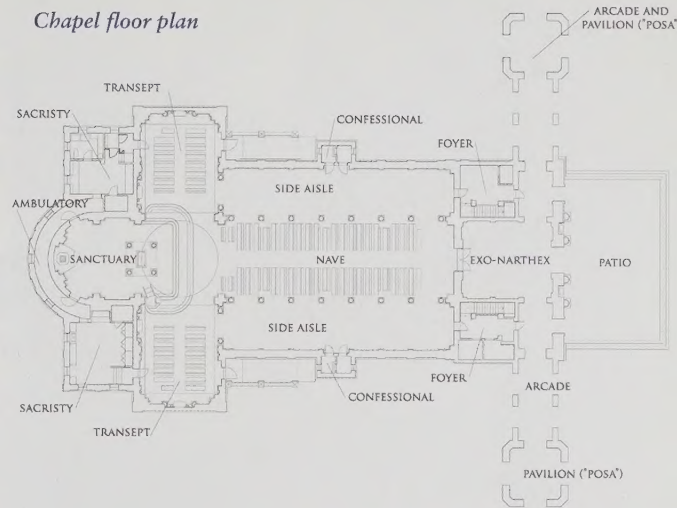 Chapel floor plan
ARCADE AND
PAVILION ("POSA"
TRANSEPT
SACRISTY
CONFESSIONAL
FOYER
SIDE AISLE
AMBULATORY
SANCTUARY
NAVE
EXO-NARTHEX
PATIO
SIDE AISLE
FOYER
ARCADE
CONFESSIONAL
SACRISTY
TRANSEPT
PAVILION ("POSA")